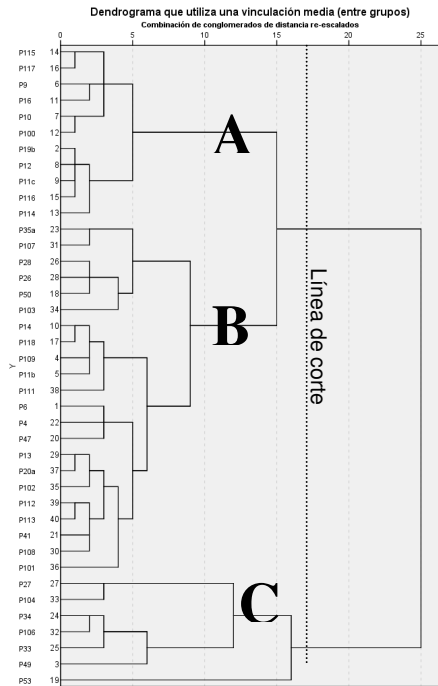 Dendrograma que utiliza una vinculación media (entre grupos)
Combinación de conglomerados de distancia re-escalados
0 5 10 15 20 25
P115 14
P117 16
P9 6
P16 11
P10 7
P100 12
P19b 2
P12 8
P11c 9
P116 15
P114 13
P35a 23
P107 31
P28 26
P26 28
P50 18
P103 34
P14 10
P118 17
P109 4
P11b 5
P111 38
P6 1
P4 22
P47 20
P13 29
P20a 37
P102 35
P112 39
P113 40
P41 21
P108 30
P101 36
P27 27
P104 33
P34 24
P106 32
P33 25
P49 3
P53 19
Y
A
B
C
Línea de corte